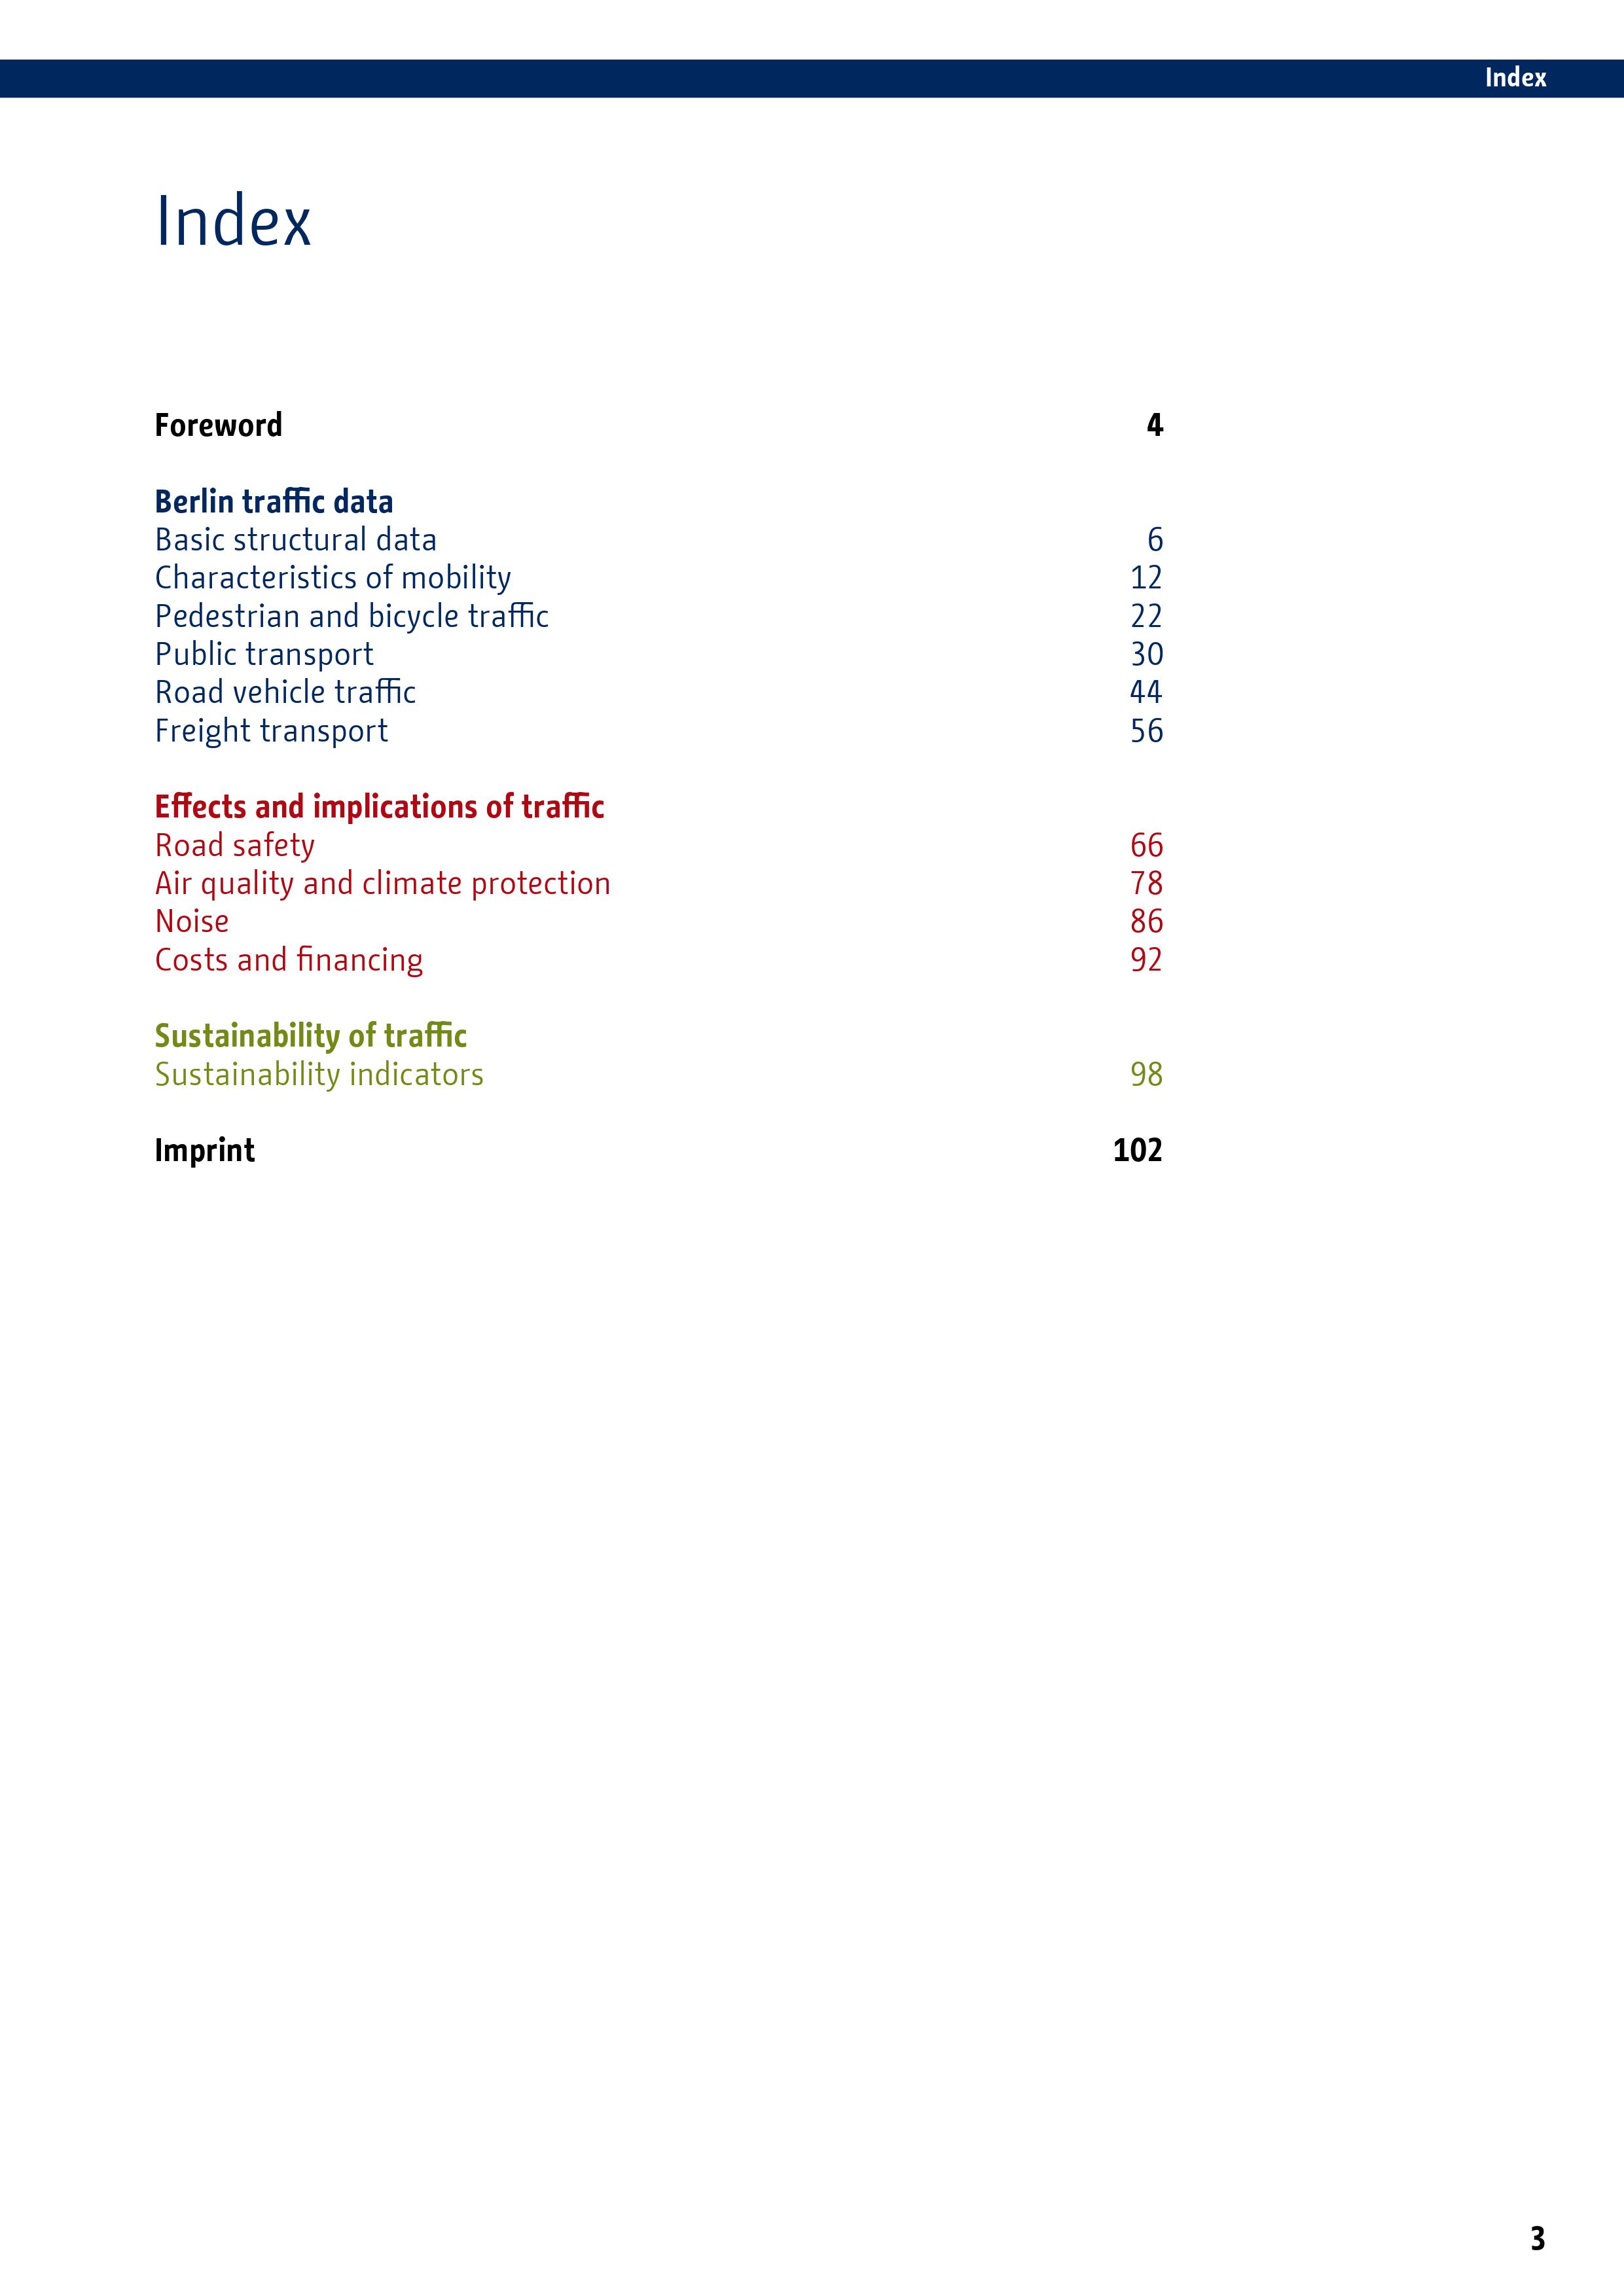 Index
Index
Foreword 4
Berlin traffic data
Basic structural data 6
Characteristics of mobility 12
Pedestrian and bicycle traffic 22
Public transport 30
Road vehicle traffic 44
Freight transport 56
Effects and implications of traffic
Road safety 66
Air quality and climate protection 78
Noise 86
Costs and financing 92
Sustainability of traffic
Sustainability indicators 98
Imprint 102
3